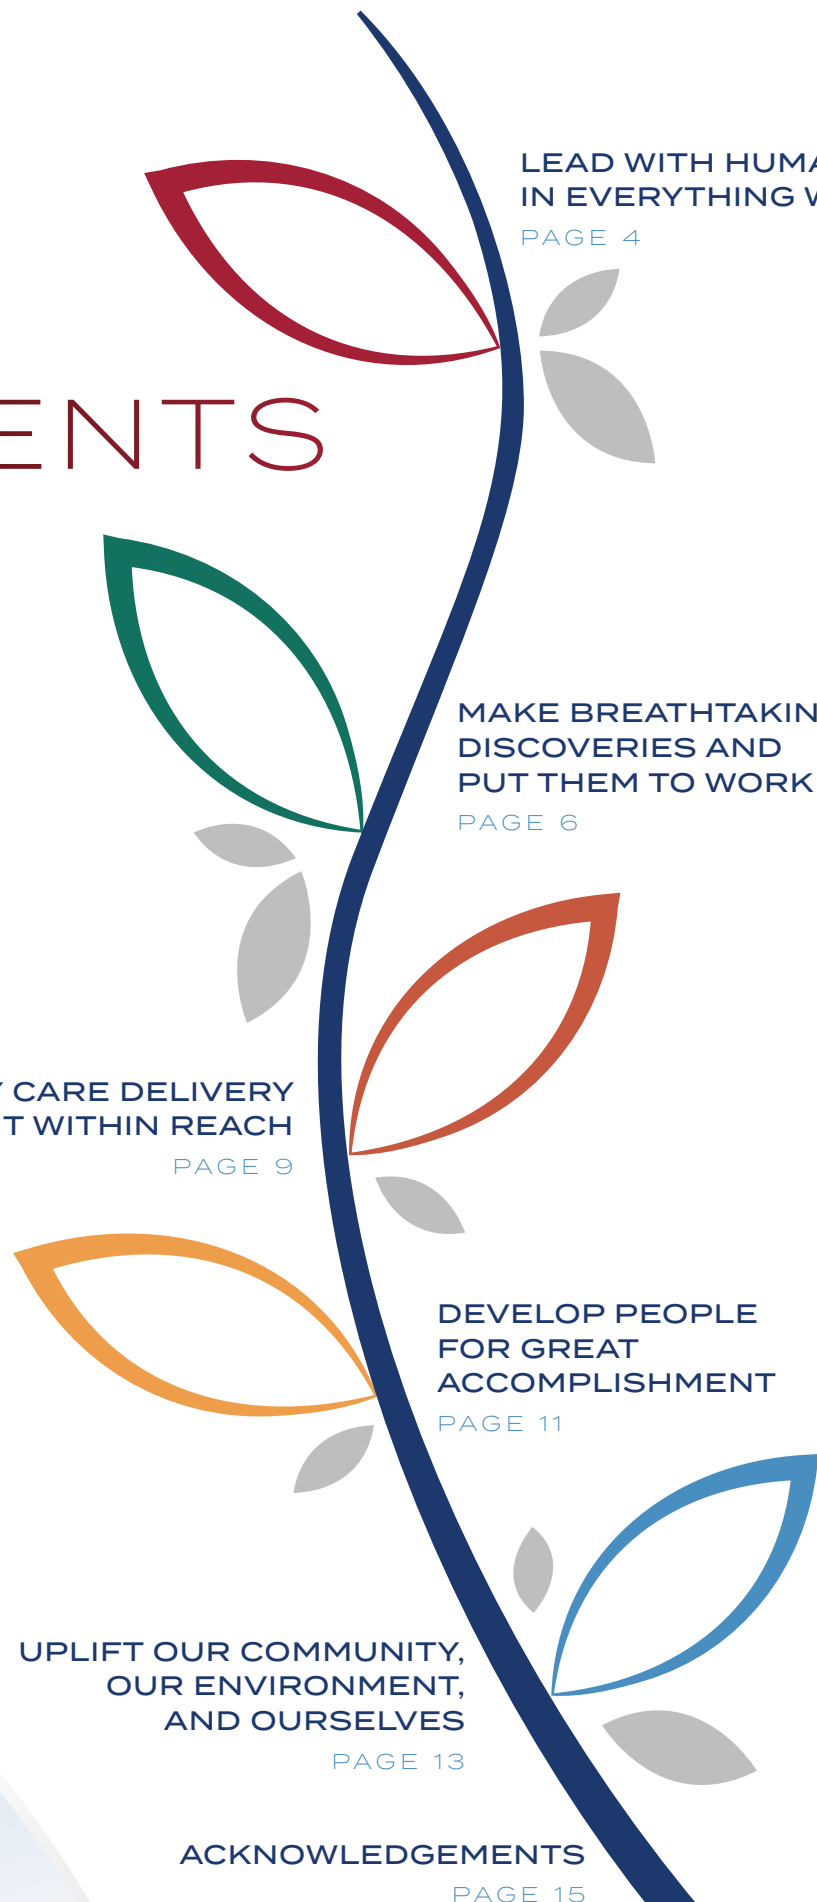 LEAD WITH HUMA
IN EVERYTHING W
PAGE 4
ENTS
MAKE BREATHTAKIN
DISCOVERIES AND
PUT THEM TO WORK
PAGE 6
Y CARE DELIVERY
T WITHIN REACH
PAGE 9
DEVELOP PEOPLE
FOR GREAT
ACCOMPLISHMENT
PAGE 11
UPLIFT OUR COMMUNITY,
OUR ENVIRONMENT,
AND OURSELVES
PAGE 13
ACKNOWLEDGEMENTS
PAGE 15